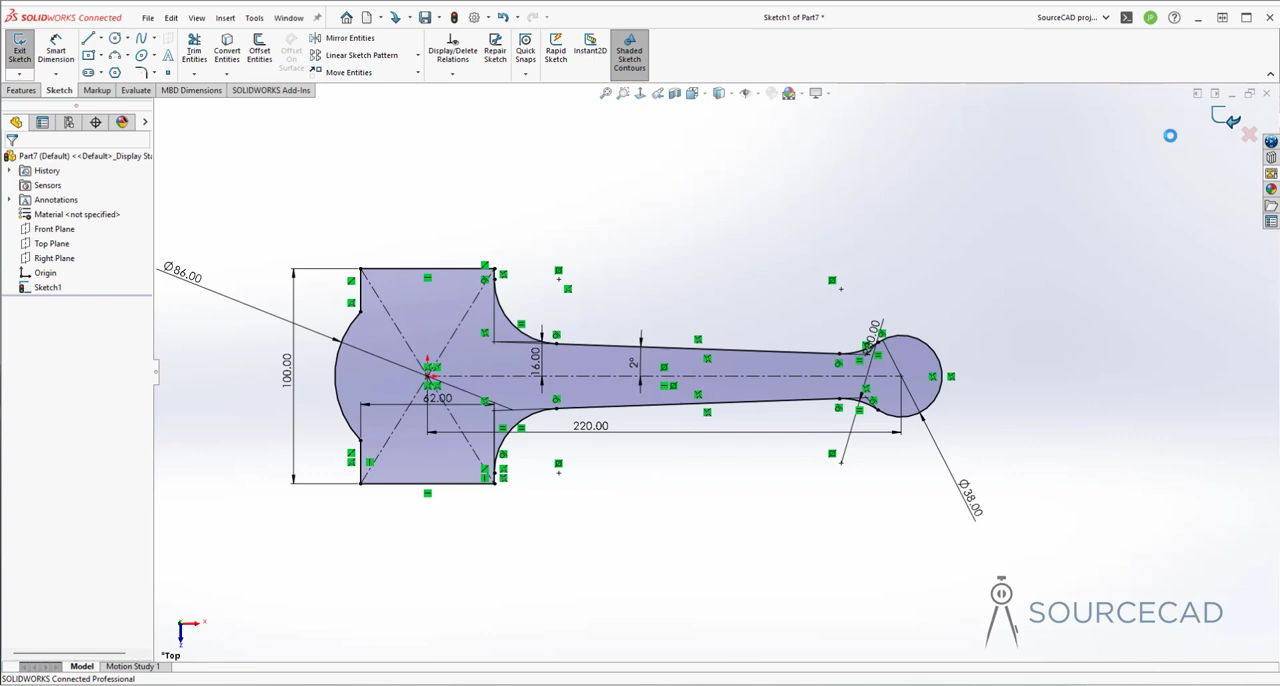 SOLIDWORKS Connected
File
Edit
View
Insert
Tools
Window
Sketch1 of Part7 *
SourceCAD proj...
JP
Exit Sketch
Smart Dimension
Trim Entities
Convert Entities
Offset Entities
Offset On Surface
Mirror Entities
Linear Sketch Pattern
Move Entities
Display/Delete Relations
Repair Sketch
Quick Snaps
Rapid Sketch
Instant2D
Shaded Sketch Contours
Features
Sketch
Markup
Evaluate
MBD Dimensions
SOLIDWORKS Add-Ins
Part7 (Default) <<Default>_Display Sta
History
Sensors
Annotations
Material <not specified>
Front Plane
Top Plane
Right Plane
Origin
Sketch1
Ø86.00
100.00
62.00
16.00
2°
220.00
Ø38.00
SOURCECAD
*Top
Model
Motion Study 1
SOLIDWORKS Connected Professional